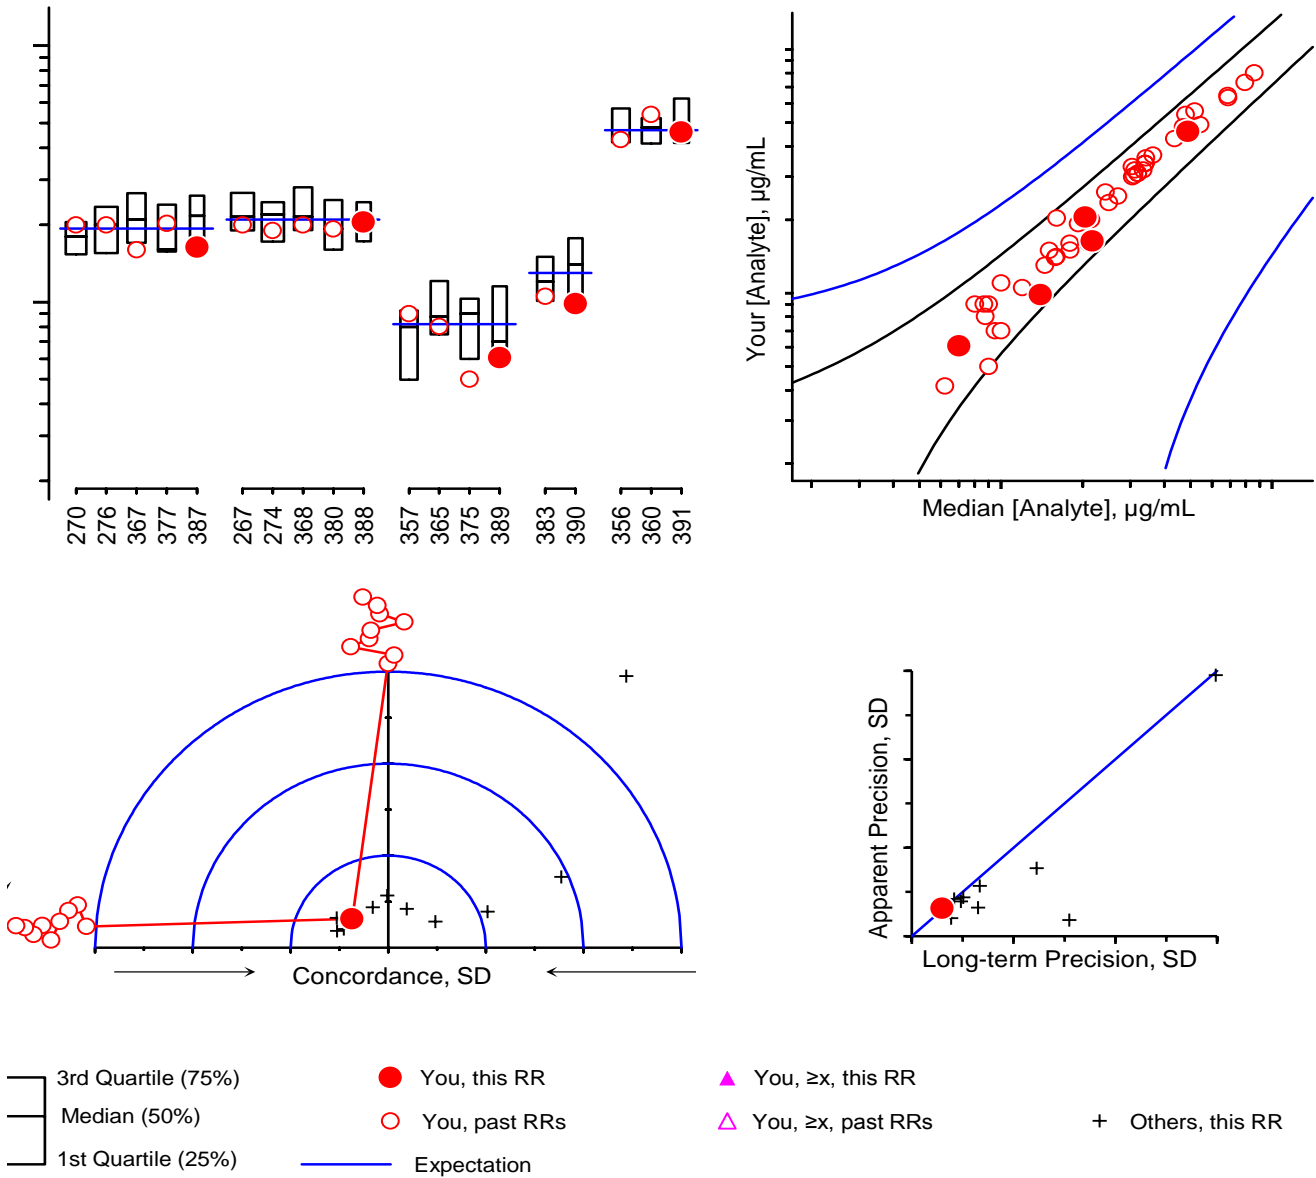 Your [Analyte], µg/mL
270 276 367 377 387 267 274 368 380 388 357 365 375 389 383 390 356 360 391
Median [Analyte], µg/mL
Apparent Precision, SD
Concordance, SD
Long-term Precision, SD
3rd Quartile (75%)
Median (50%)
1st Quartile (25%)
You, this RR
You, past RRs
Expectation
You, ≥x, this RR
You, ≥x, past RRs
Others, this RR